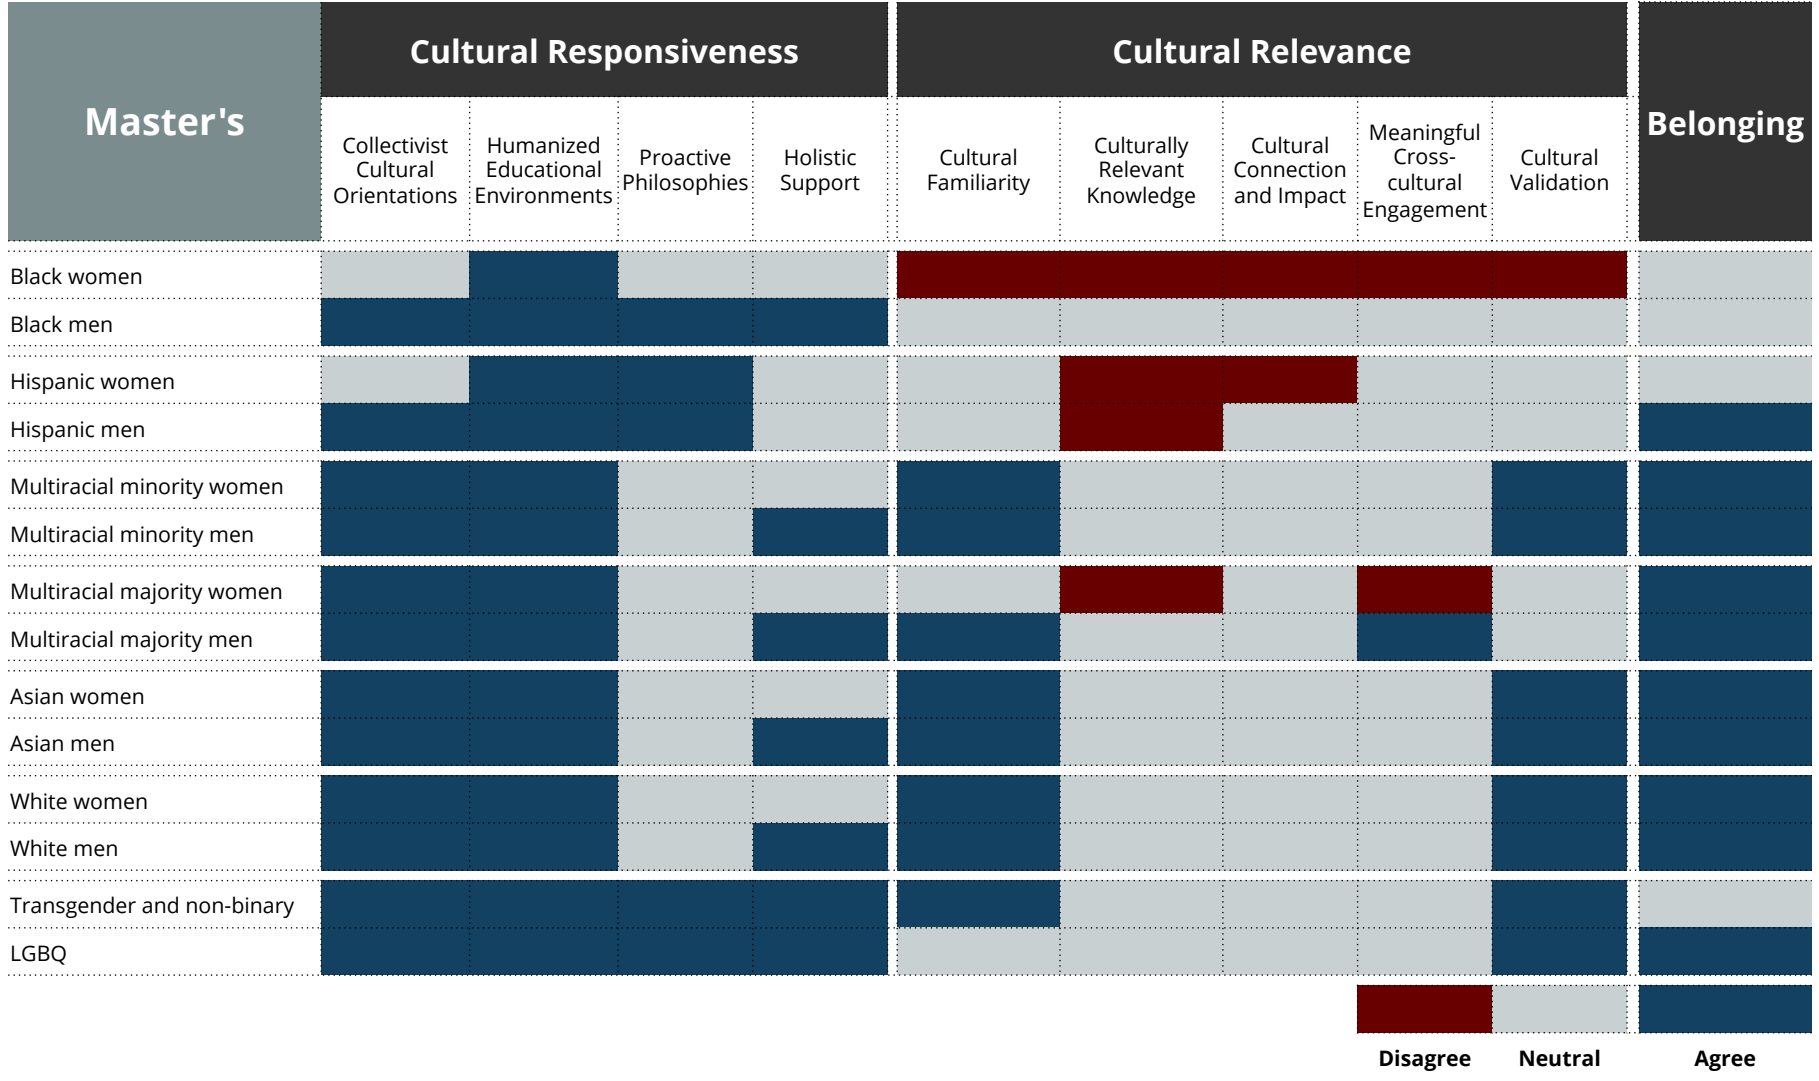 Master's
Cultural Responsiveness
Cultural Relevance
Belonging
Collectivist
Cultural
Orientations
Humanized
Educational
Environments
Proactive
Philosophies
Holistic
Support
Cultural
Familiarity
Culturally
Relevant
Knowledge
Cultural
Connection
and Impact
Meaningful
Cross-
cultural
Engagement
Cultural
Validation
Black women
Black men
Hispanic women
Hispanic men
Multiracial minority women
Multiracial minority men
Multiracial majority women
Multiracial majority men
Asian women
Asian men
White women
White men
Transgender and non-binary
LGBQ
Disagree
Neutral
Agree